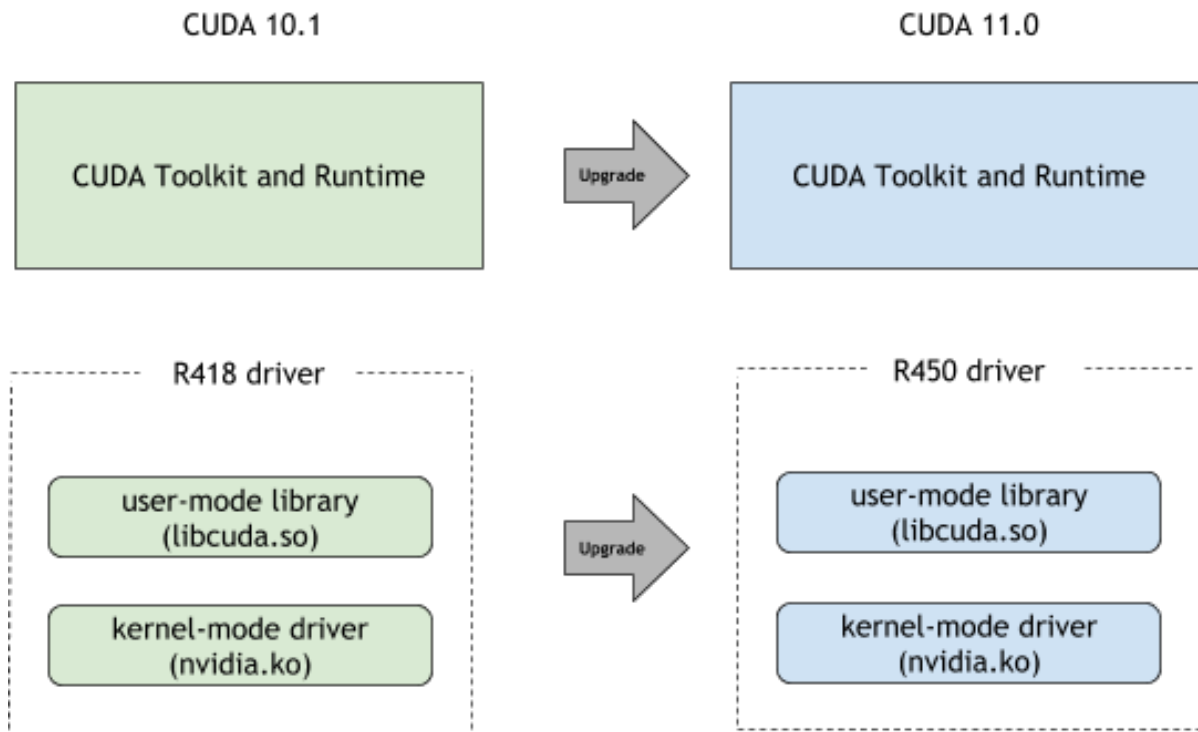 CUDA 10.1
CUDA 11.0
CUDA Toolkit and Runtime
Upgrade
CUDA Toolkit and Runtime
R418 driver
R450 driver
user-mode library
(libcuda.so)
Upgrade
user-mode library
(libcuda.so)
kernel-mode driver
(nvidia.ko)
kernel-mode driver
(nvidia.ko)